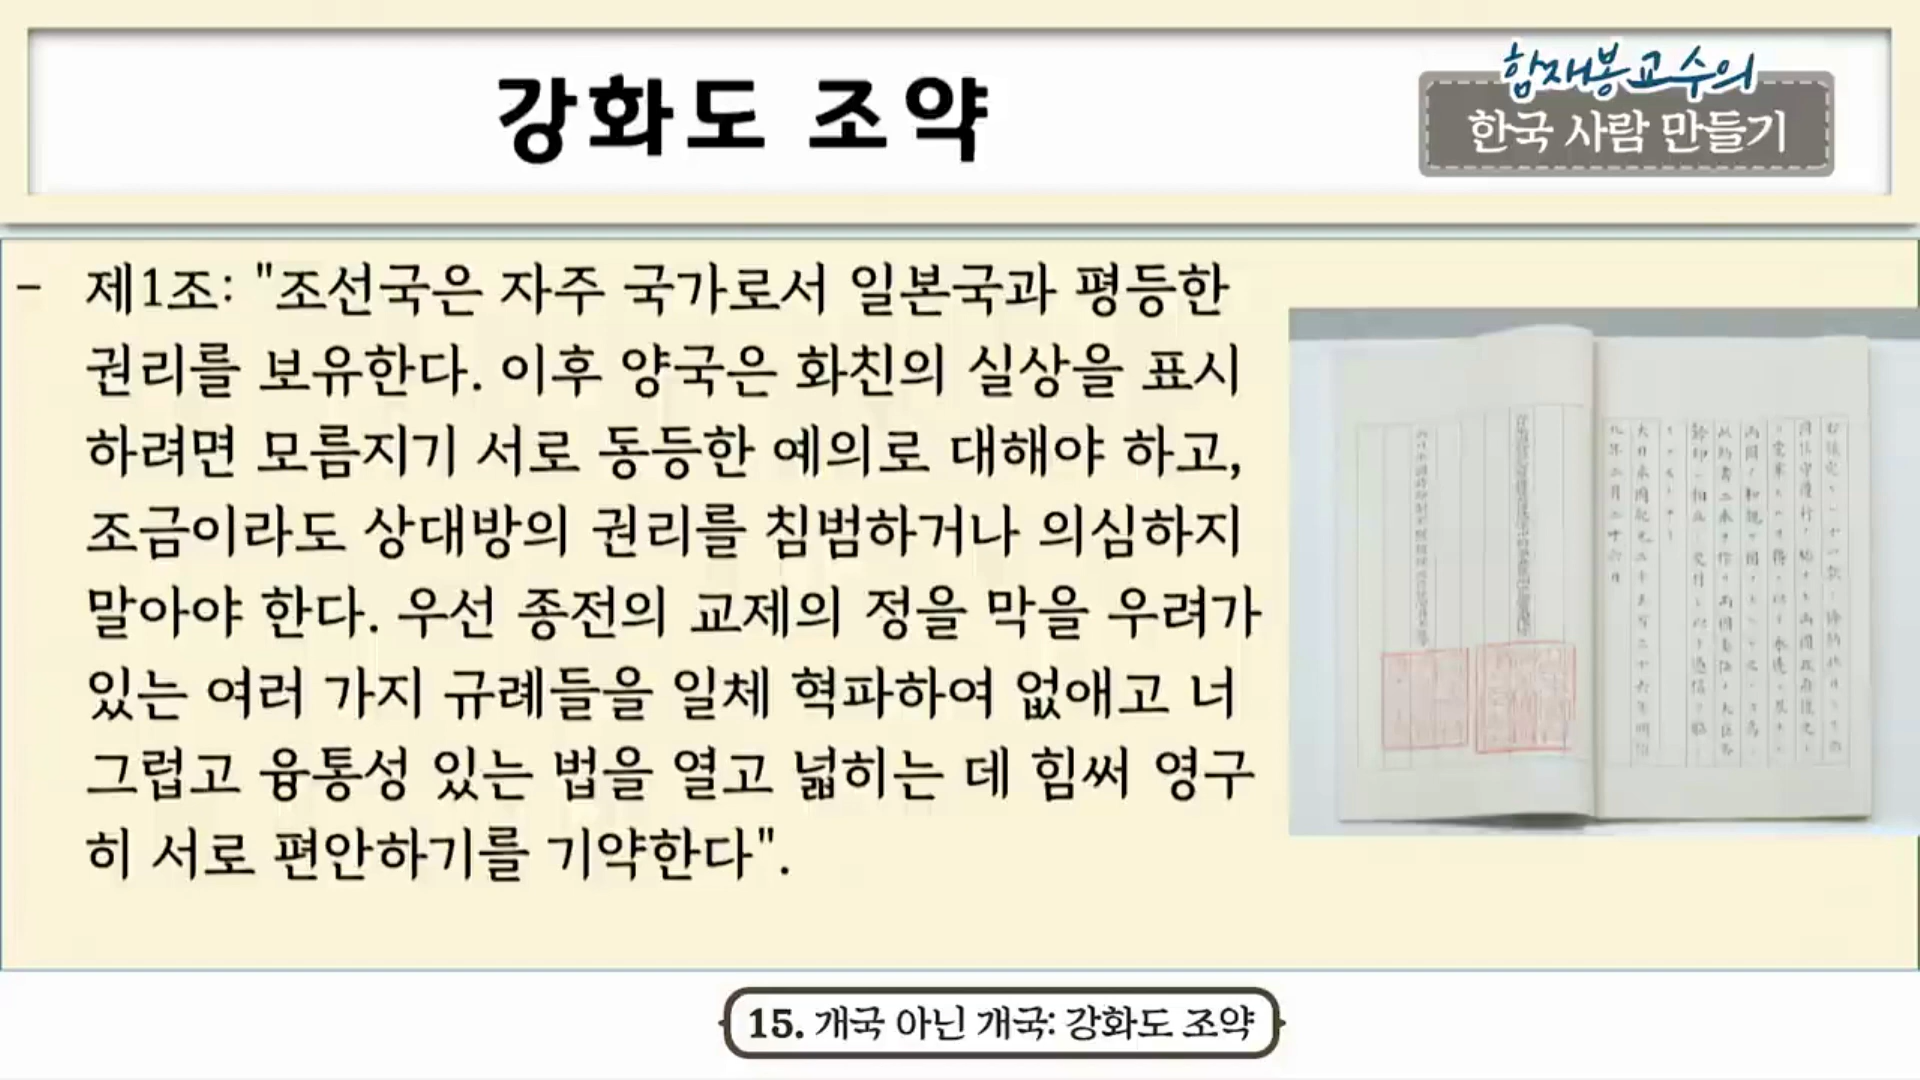 강화도 조약
함재봉교수의
한국 사람 만들기
- 제1조: "조선국은 자주 국가로서 일본국과 평등한
권리를 보유한다. 이후 양국은 화친의 실상을 표시
하려면 모름지기 서로 동등한 예의로 대해야 하고,
조금이라도 상대방의 권리를 침범하거나 의심하지
말아야 한다. 우선 종전의 교제의 정을 막을 우려가
있는 여러 가지 규례들을 일체 혁파하여 없애고 너
그럽고 융통성 있는 법을 열고 넓히는 데 힘써 영구
히 서로 편안하기를 기약한다".
15. 개국 아닌 개국: 강화도 조약